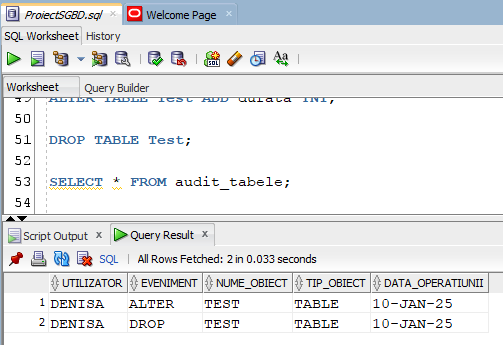 ProiectSGBD.sql × Welcome Page ×
SQL Worksheet History
SQL Aa
Worksheet Query Builder
49 ALTER TABLE Test ADD durata INT;
50
51 DROP TABLE Test;
52
53 SELECT * FROM audit_tabele;
54
Script Output × Query Result ×
SQL | All Rows Fetched: 2 in 0.033 seconds
UTILIZATOR EVENIMENT NUME_OBIECT TIP_OBIECT DATA_OPERATIUNII
1 DENISA ALTER TEST TABLE 10-JAN-25
2 DENISA DROP TEST TABLE 10-JAN-25